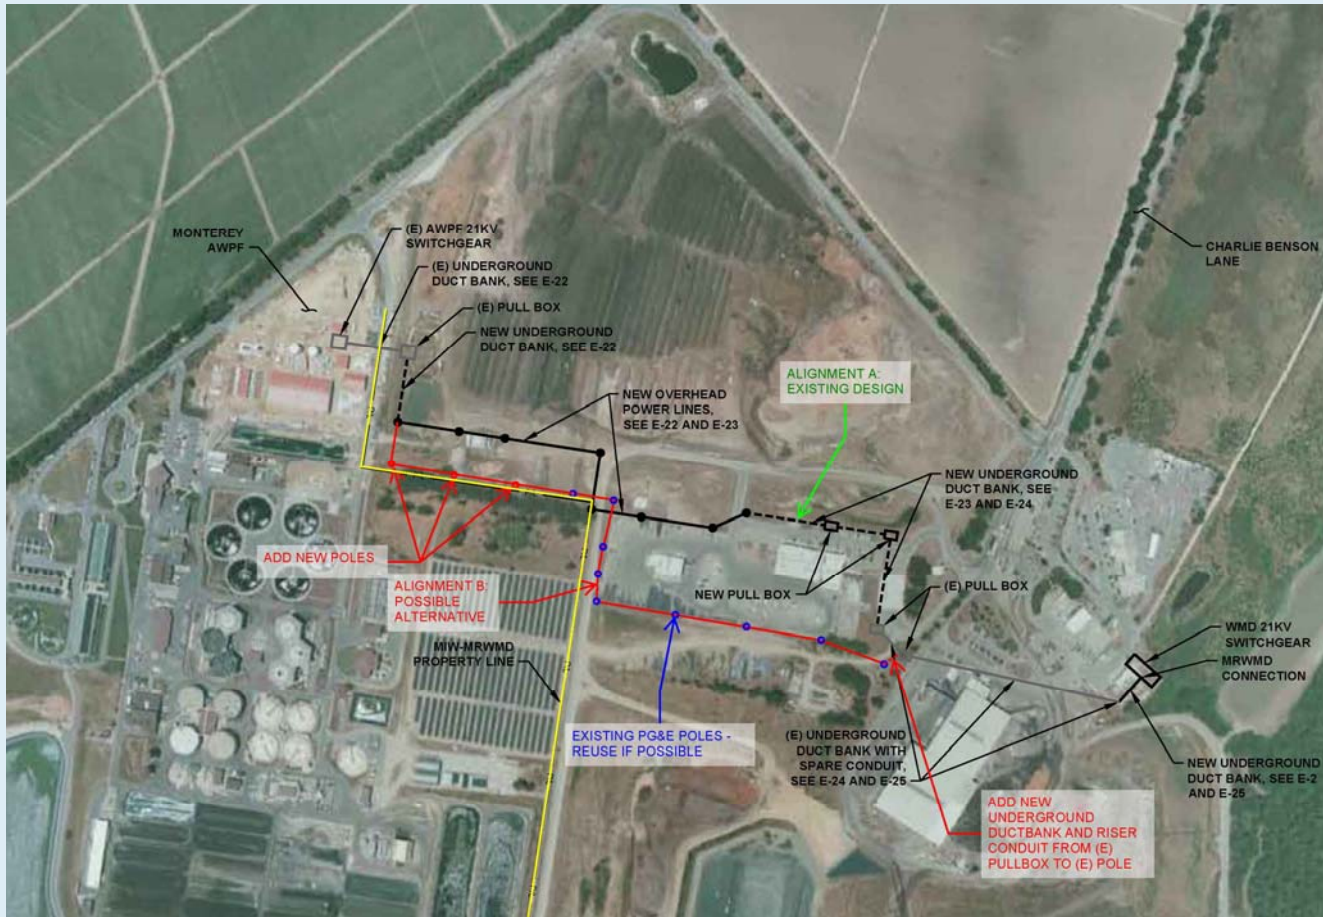 MONTEREY
AWPF
(E) AWPF 21KV
SWITCHGEAR
(E) UNDERGROUND
DUCT BANK, SEE E-22
(E) PULL BOX
NEW UNDERGROUND
DUCT BANK, SEE E-22
CHARLIE BENSON
LANE
ALIGNMENT A:
EXISTING DESIGN
NEW OVERHEAD
POWER LINES,
SEE E-22 AND E-23
NEW UNDERGROUND
DUCT BANK, SEE
E-23 AND E-24
ADD NEW POLES
ALIGNMENT B:
POSSIBLE
ALTERNATIVE
NEW PULL BOX
(E) PULL BOX
MIW-MRWMD
PROPERTY LINE
WMD 21KV
SWITCHGEAR
MRWMD
CONNECTION
EXISTING PG&E POLES -
REUSE IF POSSIBLE
(E) UNDERGROUND
DUCT BANK WITH
SPARE CONDUIT,
SEE E-24 AND E-25
NEW UNDERGROUND
DUCT BANK, SEE E-2
AND E-25
ADD NEW
UNDERGROUND
DUCTBANK AND RISER
CONDUIT FROM (E)
PULLBOX TO (E) POLE